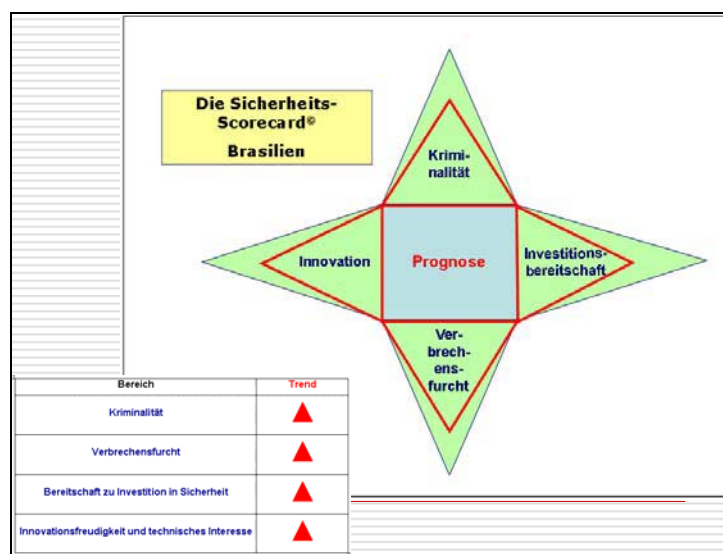 Die Sicherheits-
Scorecard©
Brasilien
Krimi-
nalität
Innovation
Prognose
Investitions-
bereitschaft
Ver-
brech-
ens-
furcht
Bereich Trend
Kriminalität
Verbrechensfurcht
Bereitschaft zu Investition in Sicherheit
Innovationsfreudigkeit und technisches Interesse